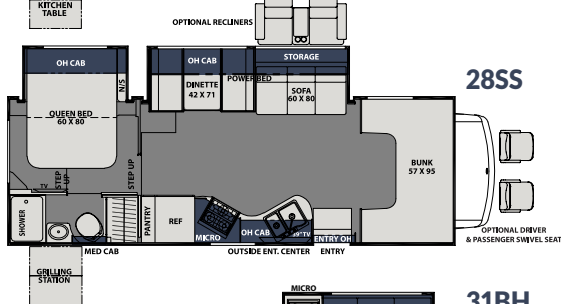 KITCHEN
TABLE
OPTIONAL RECLINERS
OH CAB
OH CAB
STORAGE
28SS
N/S
POWER BED
DINETTE
42 X 71
SOFA
60 X 80
QUEEN BED
60 X 80
BUNK
57 X 95
STEP
UP
STEP UP
TV
SHOWER
PANTRY
REF
MICRO
OH CAB
39" TV
ENTRY OH
OPTIONAL DRIVER
& PASSENGER SWIVEL SEAT
MED CAB
OUTSIDE ENT. CENTER
ENTRY
GRILLING
STATION
MICRO
31BH